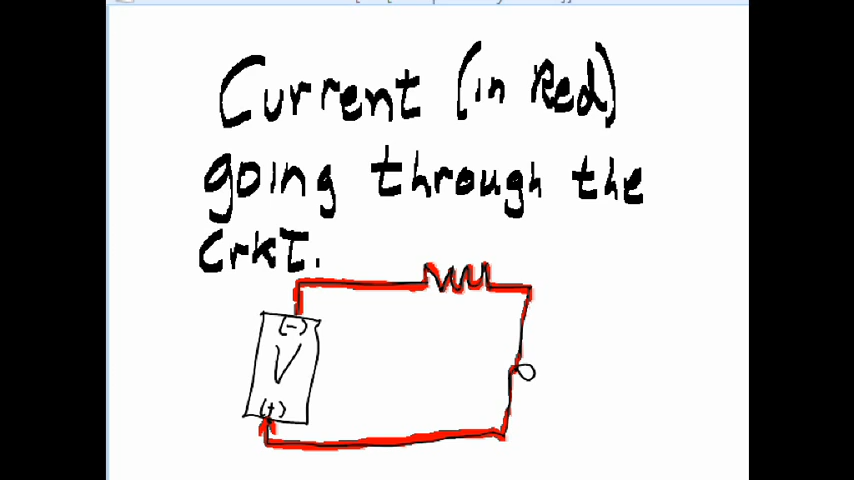 Current (in Red)
going through the
CrkT.
(-)
V
(+)